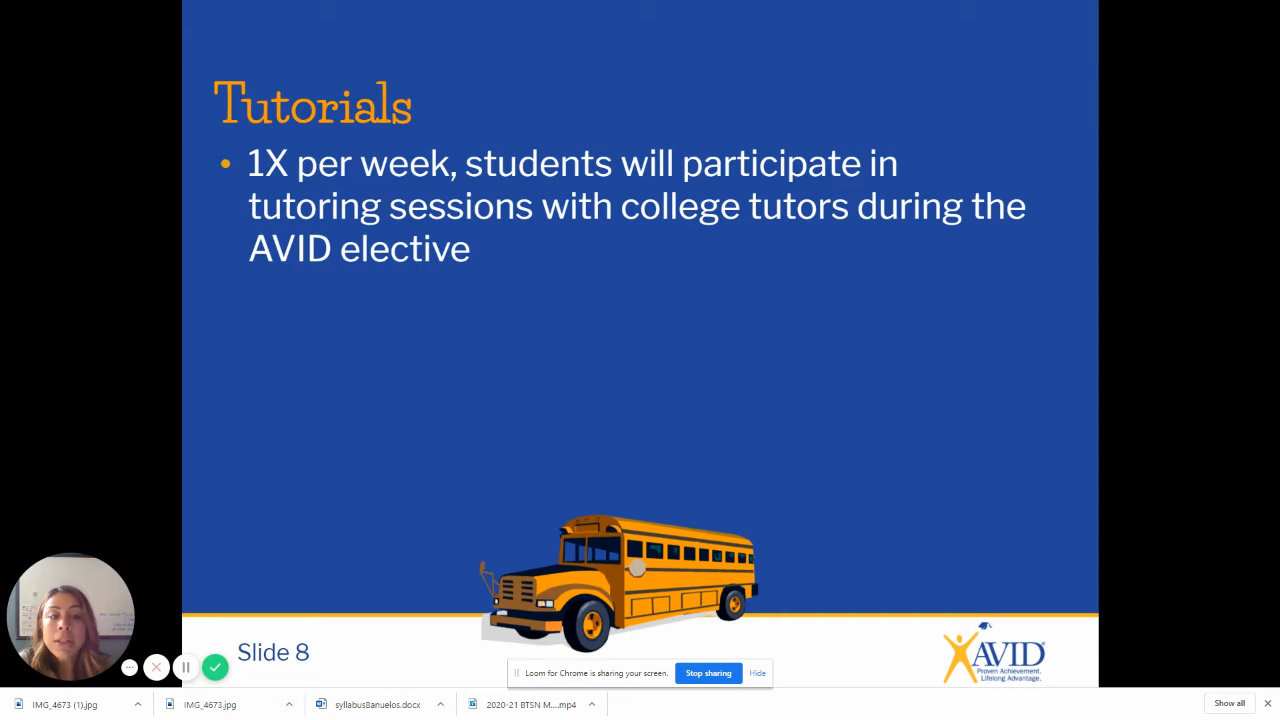 Tutorials
• 1X per week, students will participate in
tutoring sessions with college tutors during the
AVID elective
Slide 8
AVID®
Proven Achievement.
Lifelong Advantage.
Loom for Chrome is sharing your screen. Stop sharing Hide
IMG_4673 (1).jpg IMG_4673.jpg syllabus8anuelos.docx 2020-21 BTSN M....mp4 Show all